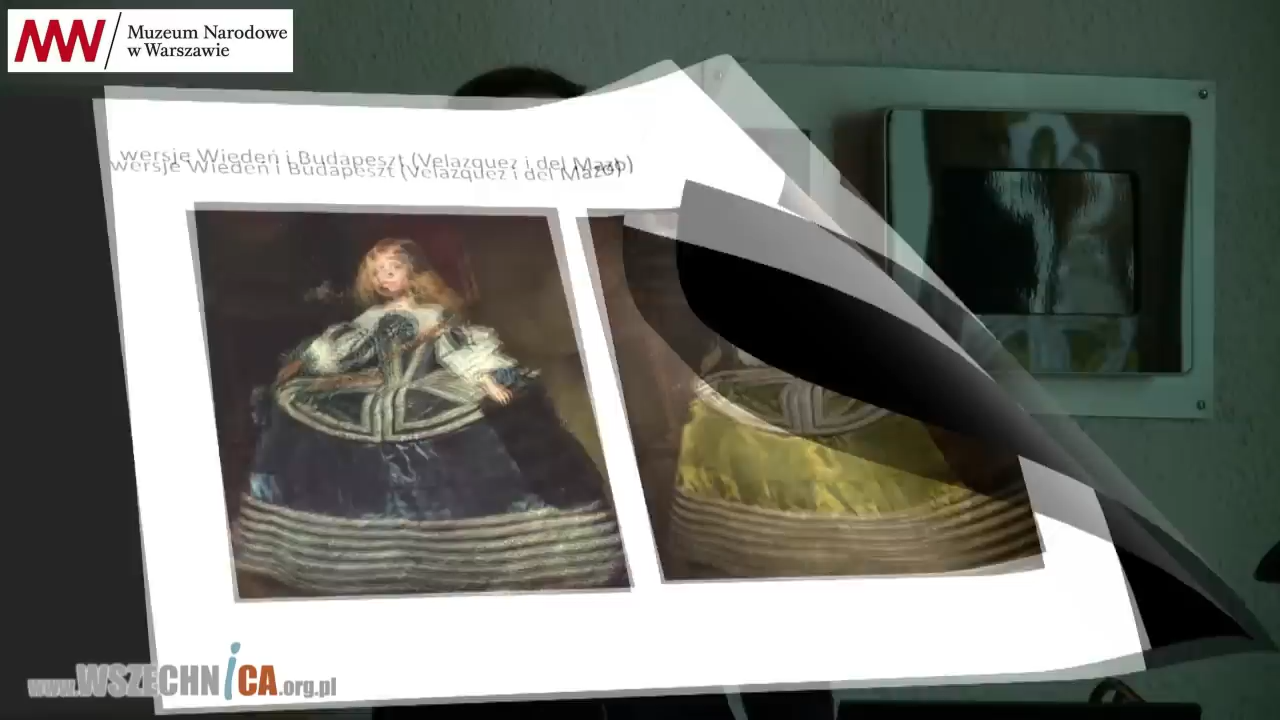 Muzeum Narodowe
w Warszawie
wersje Wiedeń i Budapeszt (Velazquez i del Mazo)
www.WSZECHNiCA.org.pl